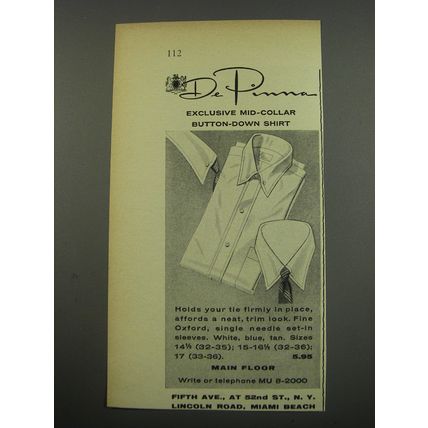 112
De Pinna
EXCLUSIVE MID-COLLAR
BUTTON-DOWN SHIRT
Holds your tie firmly in place,
affords a neat, trim look. Fine
Oxford, single needle set-in
sleeves. White, blue, tan. Sizes
14½ (32-35); 15-16½ (32-36);
17 (33-36). 5.95
MAIN FLOOR
Write or telephone MU 8-2000
FIFTH AVE., AT 52nd ST., N. Y.
LINCOLN ROAD, MIAMI BEACH